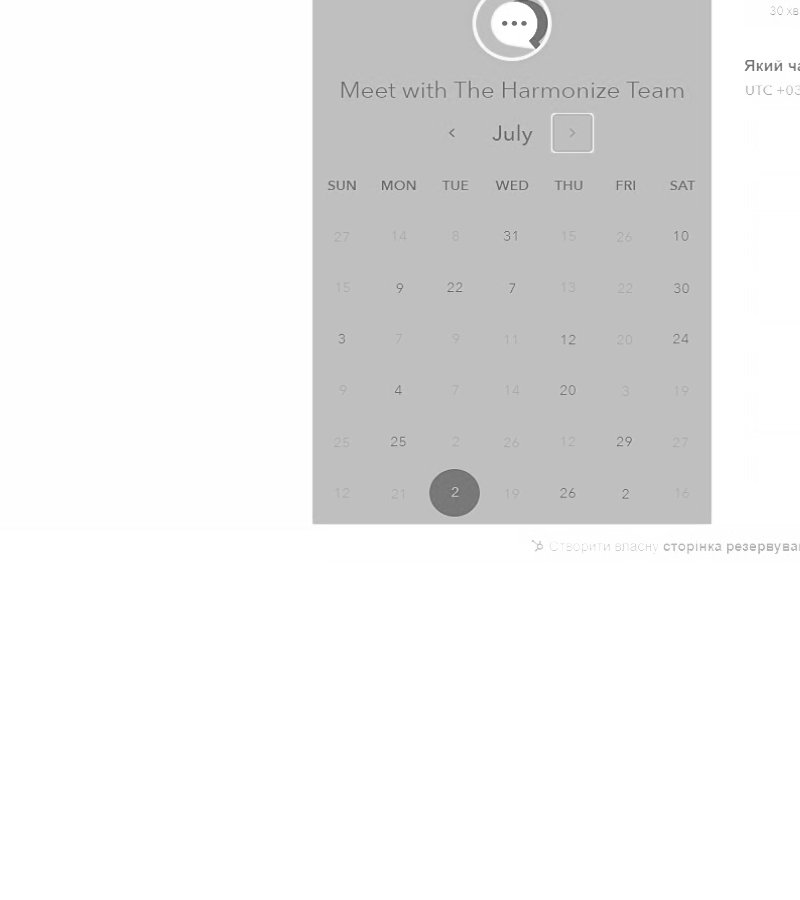 30 хв
Який ча
UTC +03
Meet with The Harmonize Team
July
SUN MON TUE WED THU FRI SAT
27 14 8 31 15 26 10
15 9 22 7 13 22 30
3 7 9 11 12 20 24
9 4 7 14 20 3 19
25 25 2 26 12 29 27
12 21 2 19 26 2 16
Створити власну сторінка резервува